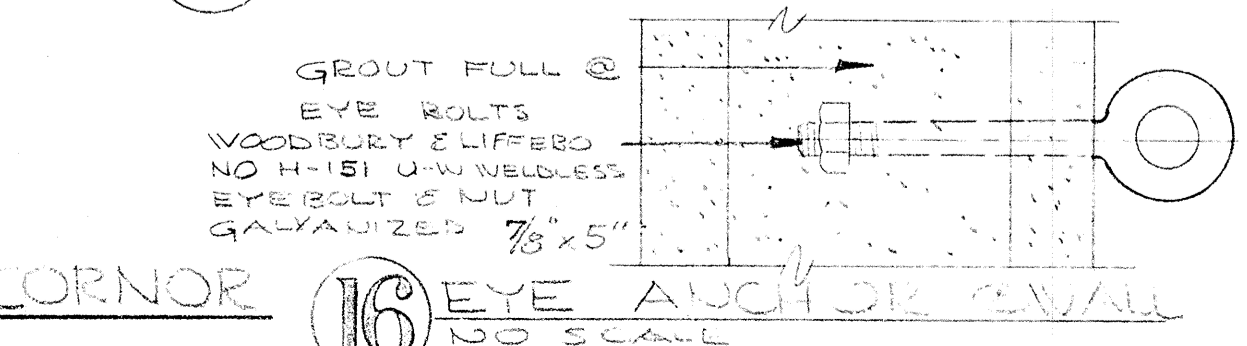 GROUT FULL @
EYE BOLTS
WOODBURY & LIFFEBO
NO H-151 U-W WELDLESS
EYEBOLT & NUT
GALVANIZED 7/8" x 5"
CORNOR
16 EYE ANCHOR @ WALL
NO SCALE